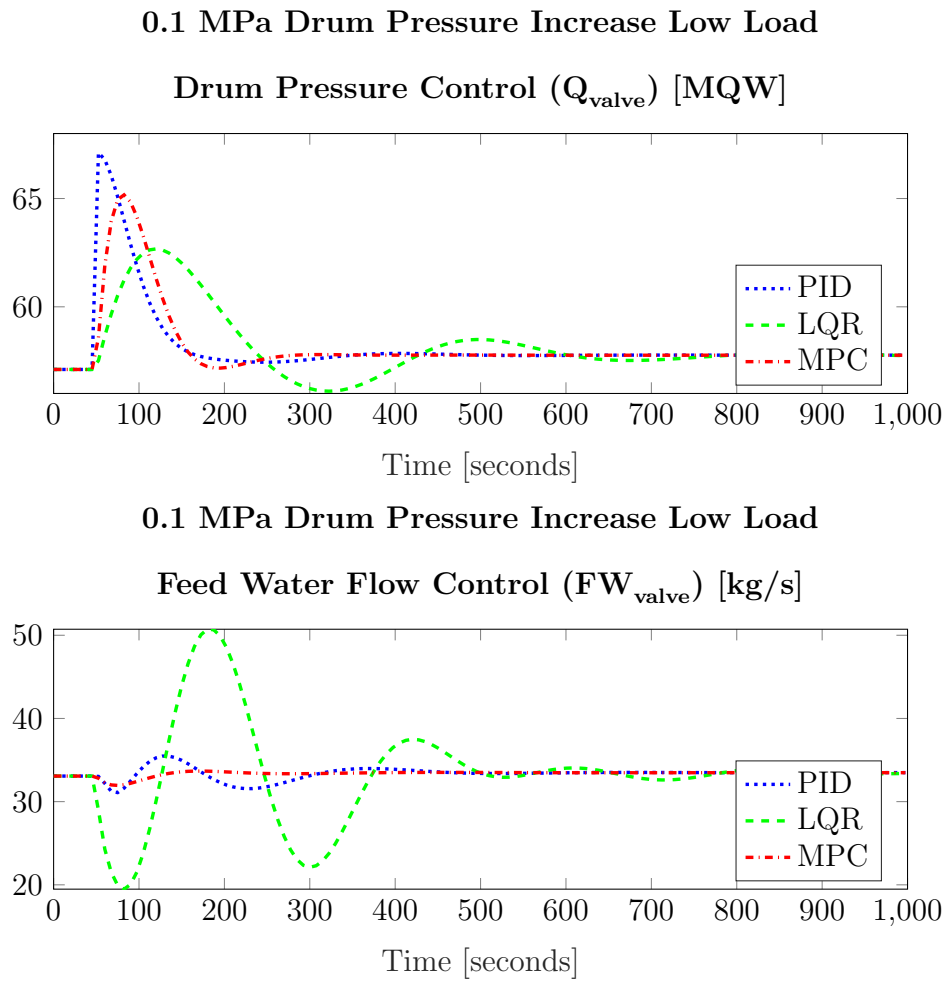 0.1 MPa Drum Pressure Increase Low Load
Drum Pressure Control (Qvalve) [MQW]
65
60
PID
LQR
MPC
0 100 200 300 400 500 600 700 800 900 1,000
Time [seconds]
0.1 MPa Drum Pressure Increase Low Load
Feed Water Flow Control (FWvalve) [kg/s]
50
40
30
20
PID
LQR
MPC
0 100 200 300 400 500 600 700 800 900 1,000
Time [seconds]